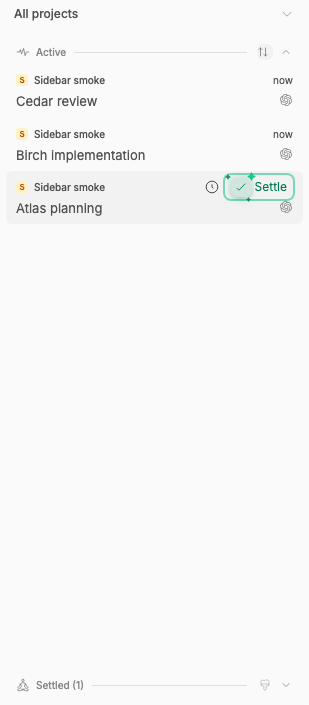 All projects
Active
S Sidebar smoke now
Cedar review
S Sidebar smoke now
Birch implementation
S Sidebar smoke Settle
Atlas planning
Settled (1)